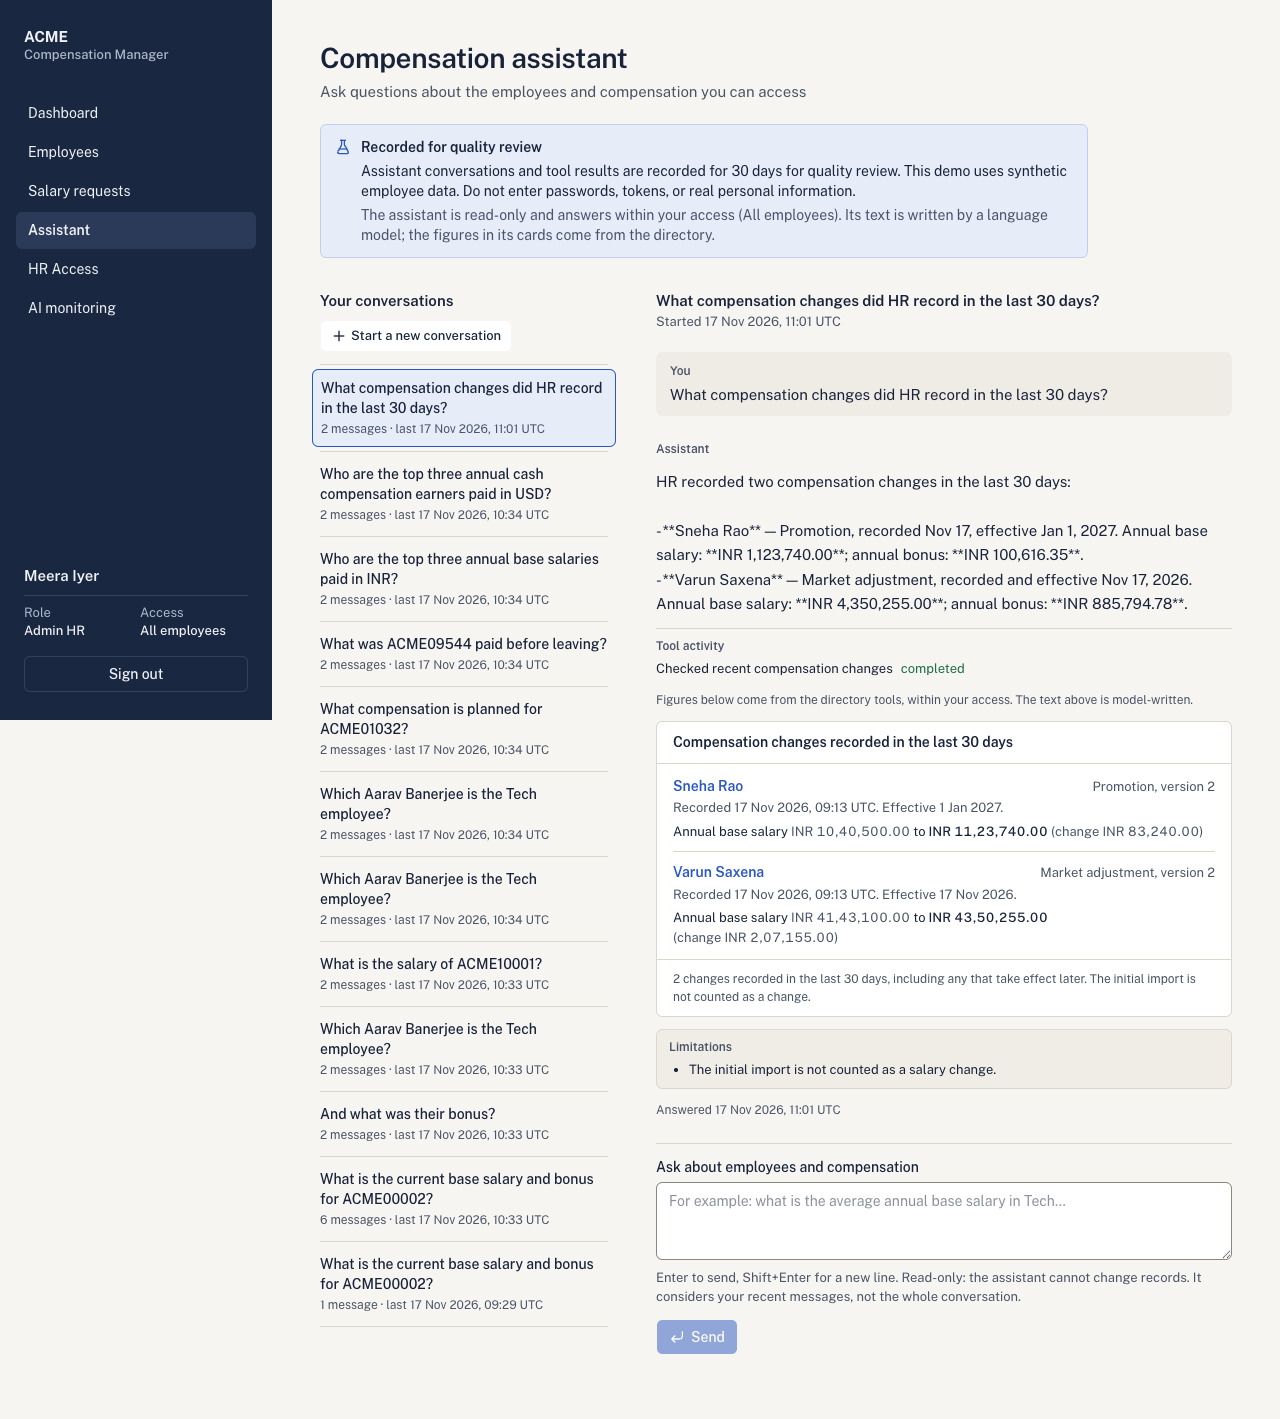 ACME
Compensation Manager
Dashboard
Employees
Salary requests
Assistant
HR Access
AI monitoring
Meera Iyer
Role
Access
Admin HR
All employees
Sign out
Compensation assistant
Ask questions about the employees and compensation you can access
Recorded for quality review
Assistant conversations and tool results are recorded for 30 days for quality review. This demo uses synthetic
employee data. Do not enter passwords, tokens, or real personal information.
The assistant is read-only and answers within your access (All employees). Its text is written by a language
model; the figures in its cards come from the directory.
Your conversations
Start a new conversation
What compensation changes did HR record
in the last 30 days?
2 messages · last 17 Nov 2026, 11:01 UTC
Who are the top three annual cash
compensation earners paid in USD?
2 messages · last 17 Nov 2026, 10:34 UTC
Who are the top three annual base salaries
paid in INR?
2 messages · last 17 Nov 2026, 10:34 UTC
What was ACME09544 paid before leaving?
2 messages · last 17 Nov 2026, 10:34 UTC
What compensation is planned for
ACME01032?
2 messages · last 17 Nov 2026, 10:34 UTC
Which Aarav Banerjee is the Tech
employee?
2 messages · last 17 Nov 2026, 10:34 UTC
Which Aarav Banerjee is the Tech
employee?
2 messages · last 17 Nov 2026, 10:34 UTC
What is the salary of ACME10001?
2 messages · last 17 Nov 2026, 10:33 UTC
Which Aarav Banerjee is the Tech
employee?
2 messages · last 17 Nov 2026, 10:33 UTC
And what was their bonus?
2 messages · last 17 Nov 2026, 10:33 UTC
What is the current base salary and bonus
for ACME00002?
6 messages · last 17 Nov 2026, 10:33 UTC
What is the current base salary and bonus
for ACME00002?
1 message · last 17 Nov 2026, 09:29 UTC
What compensation changes did HR record in the last 30 days?
Started 17 Nov 2026, 11:01 UTC
You
What compensation changes did HR record in the last 30 days?
Assistant
HR recorded two compensation changes in the last 30 days:
- **Sneha Rao** — Promotion, recorded Nov 17, effective Jan 1, 2027. Annual base
salary: **INR 1,123,740.00**; annual bonus: **INR 100,616.35**.
- **Varun Saxena** — Market adjustment, recorded and effective Nov 17, 2026.
Annual base salary: **INR 4,350,255.00**; annual bonus: **INR 885,794.78**.
Tool activity
Checked recent compensation changes completed
Figures below come from the directory tools, within your access. The text above is model-written.
Compensation changes recorded in the last 30 days
Sneha Rao
Promotion, version 2
Recorded 17 Nov 2026, 09:13 UTC. Effective 1 Jan 2027.
Annual base salary INR 10,40,500.00 to INR 11,23,740.00 (change INR 83,240.00)
Varun Saxena
Market adjustment, version 2
Recorded 17 Nov 2026, 09:13 UTC. Effective 17 Nov 2026.
Annual base salary INR 41,43,100.00 to INR 43,50,255.00
(change INR 2,07,155.00)
2 changes recorded in the last 30 days, including any that take effect later. The initial import is
not counted as a change.
Limitations
• The initial import is not counted as a salary change.
Answered 17 Nov 2026, 11:01 UTC
Ask about employees and compensation
For example: what is the average annual base salary in Tech...
Enter to send, Shift+Enter for a new line. Read-only: the assistant cannot change records. It
considers your recent messages, not the whole conversation.
Send